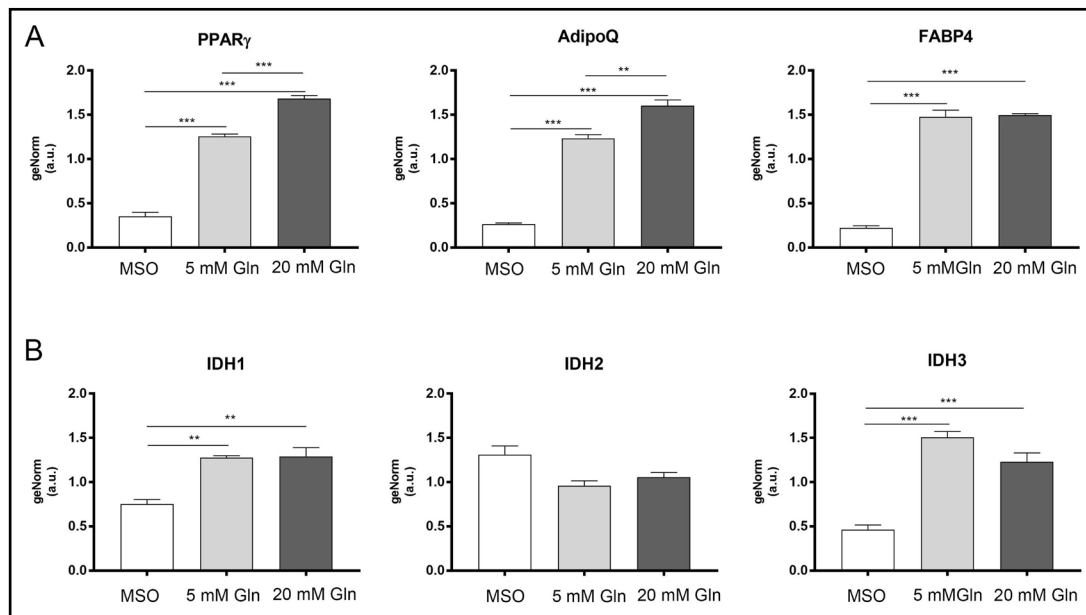 A
PPARγ
***
***
***
2.0
1.5
1.0
0.5
0.0
geNorm
(a.u.)
MSO 5 mM Gln 20 mM Gln
AdipoQ
**
***
***
2.0
1.5
1.0
0.5
0.0
geNorm
(a.u.)
MSO 5 mM Gln 20 mM Gln
FABP4
***
***
2.0
1.5
1.0
0.5
0.0
geNorm
(a.u.)
MSO 5 mMGln 20 mM Gln
B
IDH1
**
**
2.0
1.5
1.0
0.5
0.0
geNorm
(a.u.)
MSO 5 mM Gln 20 mM Gln
IDH2
2.0
1.5
1.0
0.5
0.0
geNorm
(a.u.)
MSO 5 mM Gln 20 mM Gln
IDH3
***
***
2.0
1.5
1.0
0.5
0.0
geNorm
(a.u.)
MSO 5 mM Gln 20 mM Gln